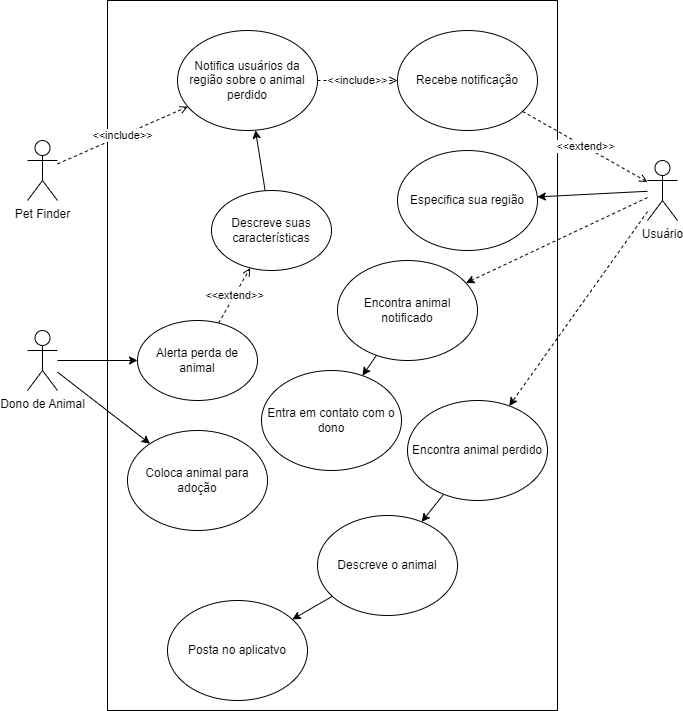 Notifica usuários da
região sobre o animal
perdido
<<include>>
Recebe notificação
<<include>>
<<extend>>
Pet Finder
Especifica sua região
Usuário
Descreve suas
características
<<extend>>
Encontra animal
notificado
Alerta perda de
animal
Dono de Animal
Entra em contato com o
dono
Encontra animal perdido
Coloca animal para
adoção
Descreve o animal
Posta no aplicatvo